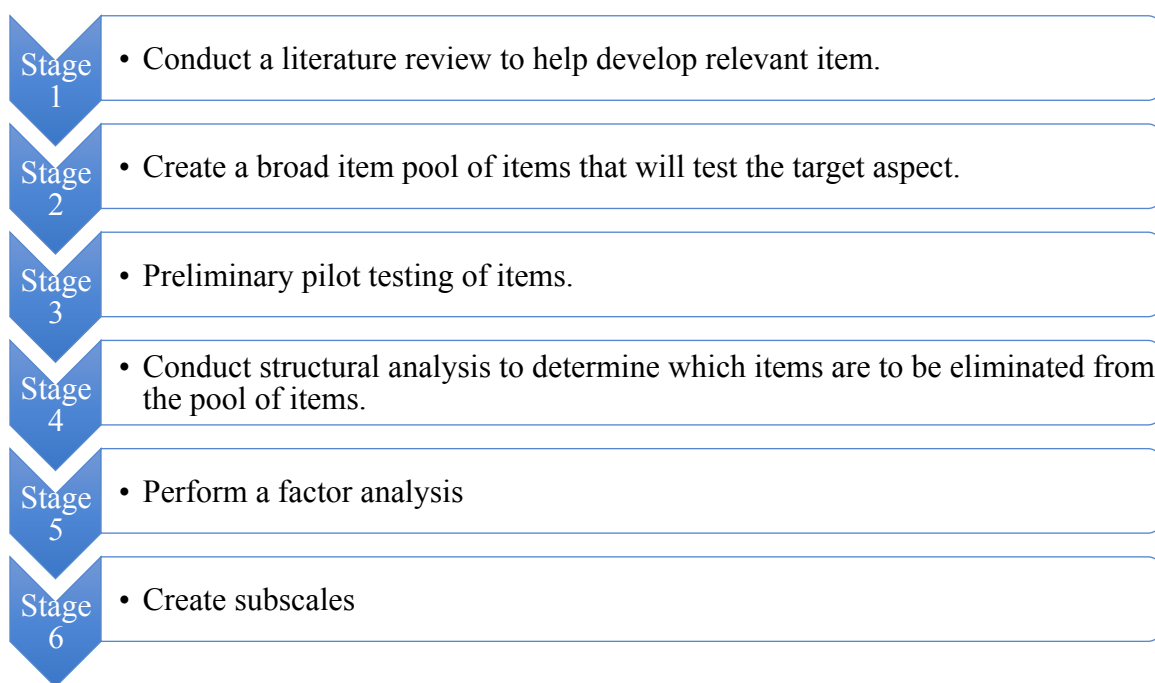 Stage
1
• Conduct a literature review to help develop relevant item.
Stage
2
• Create a broad item pool of items that will test the target aspect.
Stage
3
• Preliminary pilot testing of items.
Stage
4
• Conduct structural analysis to determine which items are to be eliminated from
the pool of items.
Stage
5
• Perform a factor analysis
Stage
6
• Create subscales